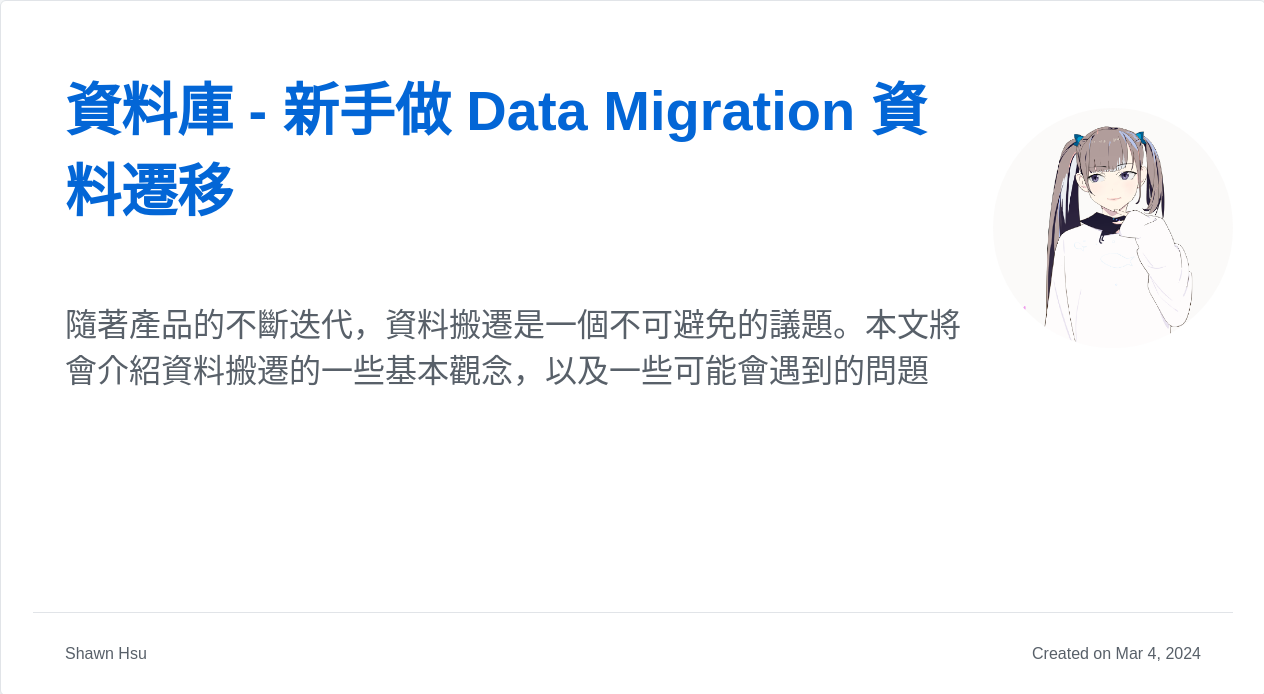 資料庫 - 新手做 Data Migration 資
料遷移
隨著產品的不斷迭代，資料搬遷是一個不可避免的議題。本文將
會介紹資料搬遷的一些基本觀念，以及一些可能會遇到的問題
Shawn Hsu
Created on Mar 4, 2024